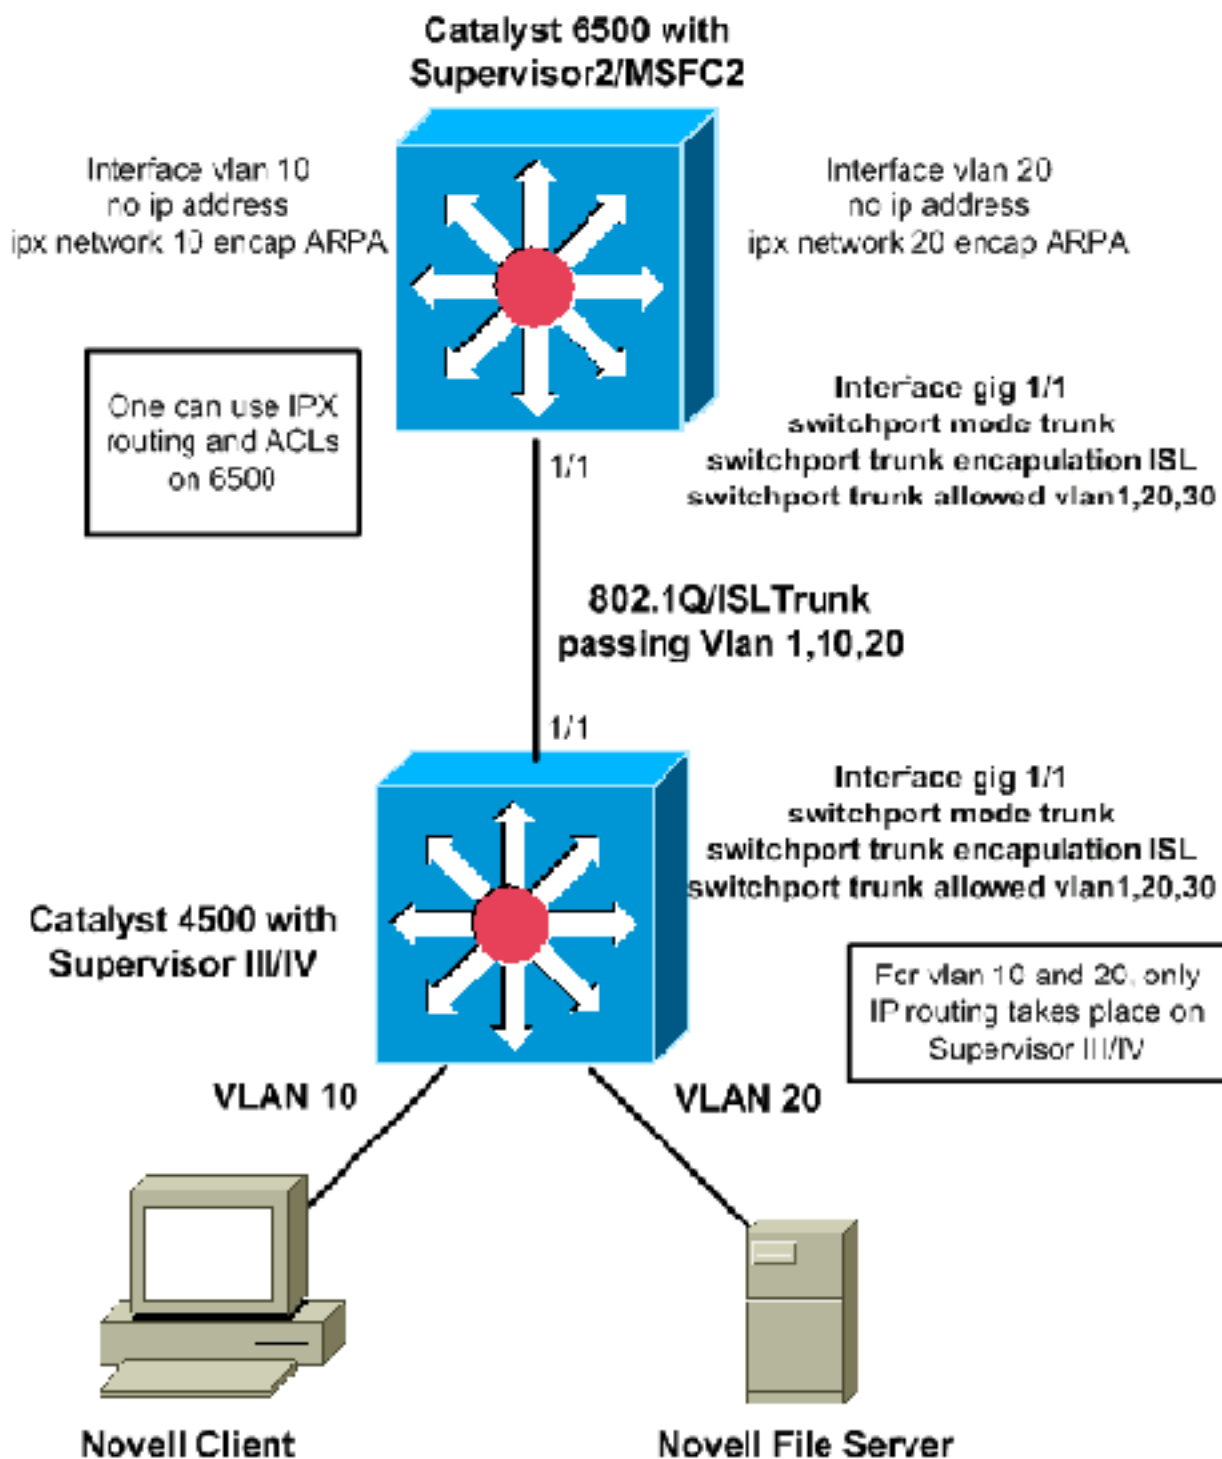 Catalyst 6500 with
Supervisor2/MSFC2
Interface vlan 10
no ip address
ipx network 10 encap ARPA
Interface vlan 20
no ip address
ipx network 20 encap ARPA
One can use IPX
routing and ACLs
on 6500
Interface gig 1/1
switchport mode trunk
switchport trunk encapulation ISL
switchport trunk allowed vlan1,20,30
1/1
802.1Q/ISLTrunk
passing Vlan 1,10,20
1/1
Interface gig 1/1
switchport mode trunk
switchport trunk encapulation ISL
switchport trunk allowed vlan1,20,30
Catalyst 4500 with
Supervisor III/IV
For vlan 10 and 20, only
IP routing takes place on
Supervisor III/IV
VLAN 10
VLAN 20
Novell Client
Novell File Server